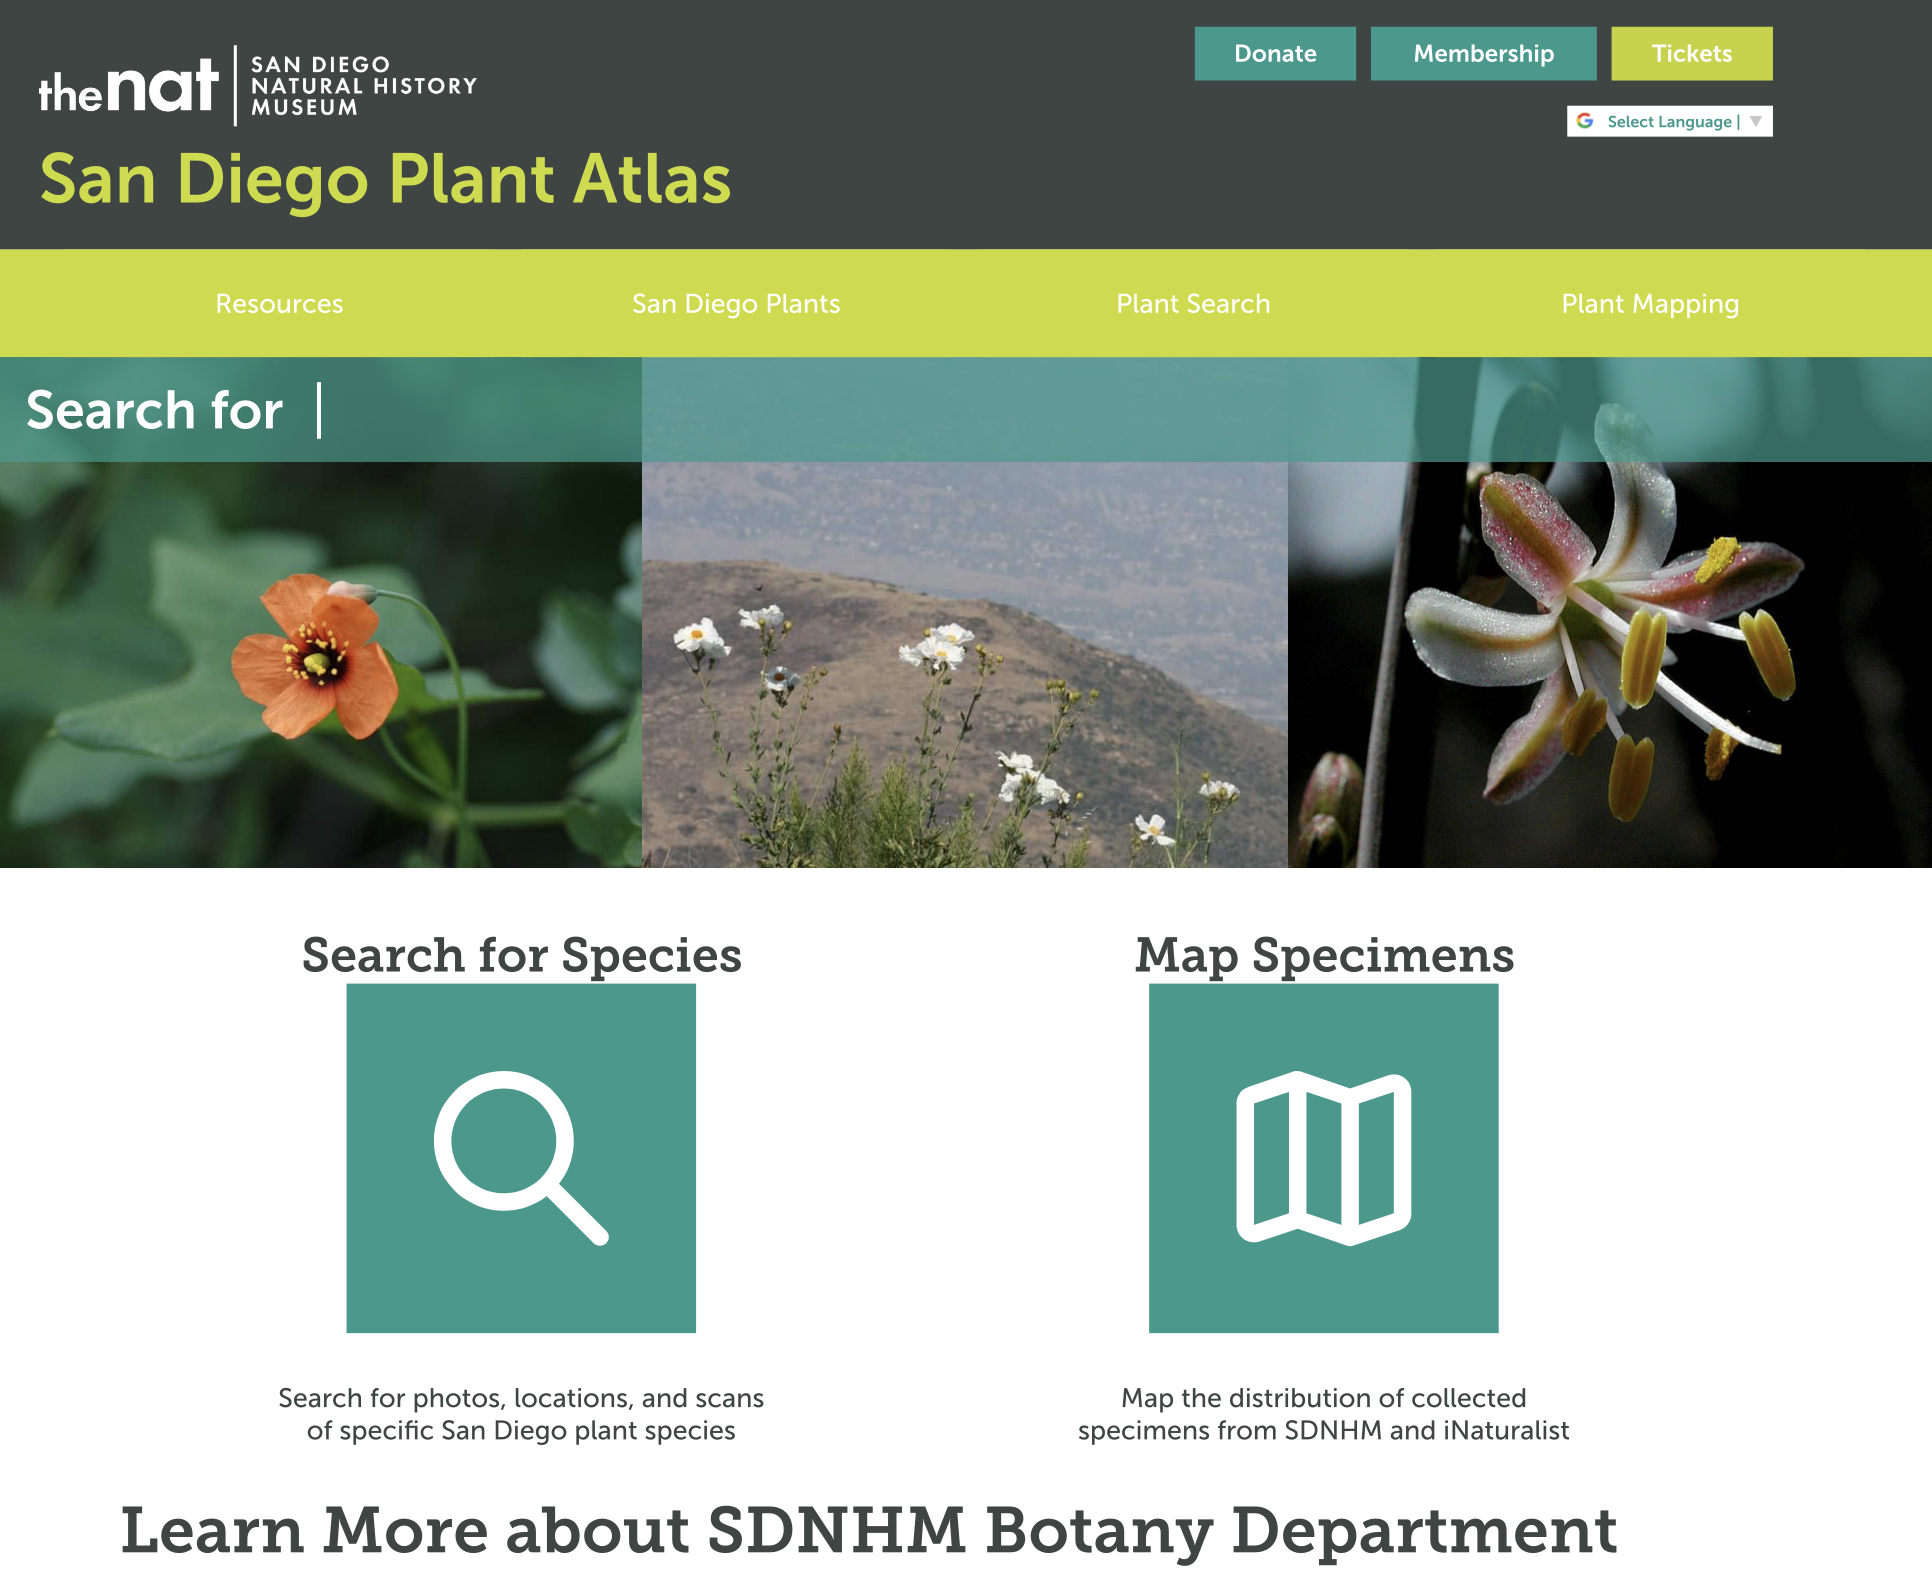 the nat
SAN DIEGO
NATURAL HISTORY
MUSEUM
Donate
Membership
Tickets
Select Language
San Diego Plant Atlas
Resources
San Diego Plants
Plant Search
Plant Mapping
Search for
Search for Species
Map Specimens
Search for photos, locations, and scans
of specific San Diego plant species
Map the distribution of collected
specimens from SDNHM and iNaturalist
Learn More about SDNHM Botany Department